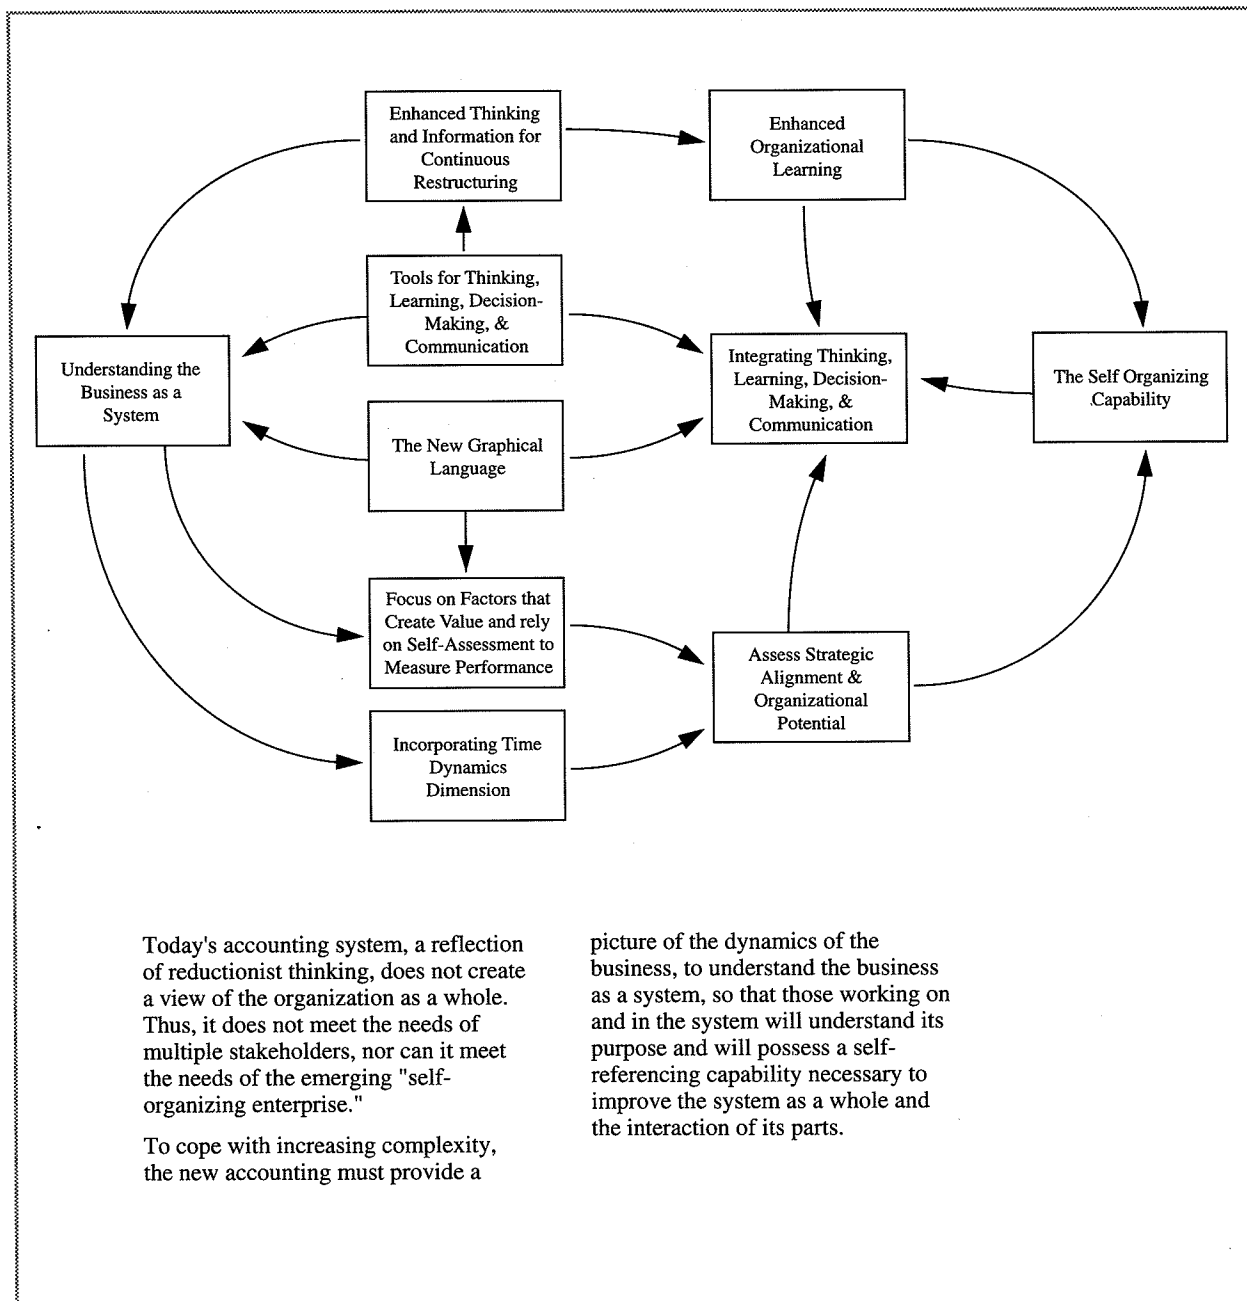 Enhanced Thinking
and Information for
Continuous
Restructuring
Enhanced
Organizational
Learning
Tools for Thinking,
Learning, Decision-
Making, &
Communication
Understanding the
Business as a
System
Integrating Thinking,
Learning, Decision-
Making, &
Communication
The Self Organizing
Capability
The New Graphical
Language
Focus on Factors that
Create Value and rely
on Self-Assessment to
Measure Performance
Assess Strategic
Alignment &
Organizational
Potential
Incorporating Time
Dynamics
Dimension
Today's accounting system, a reflection
of reductionist thinking, does not create
a view of the organization as a whole.
Thus, it does not meet the needs of
multiple stakeholders, nor can it meet
the needs of the emerging "self-
organizing enterprise."
To cope with increasing complexity,
the new accounting must provide a
picture of the dynamics of the
business, to understand the business
as a system, so that those working on
and in the system will understand its
purpose and will possess a self-
referencing capability necessary to
improve the system as a whole and
the interaction of its parts.